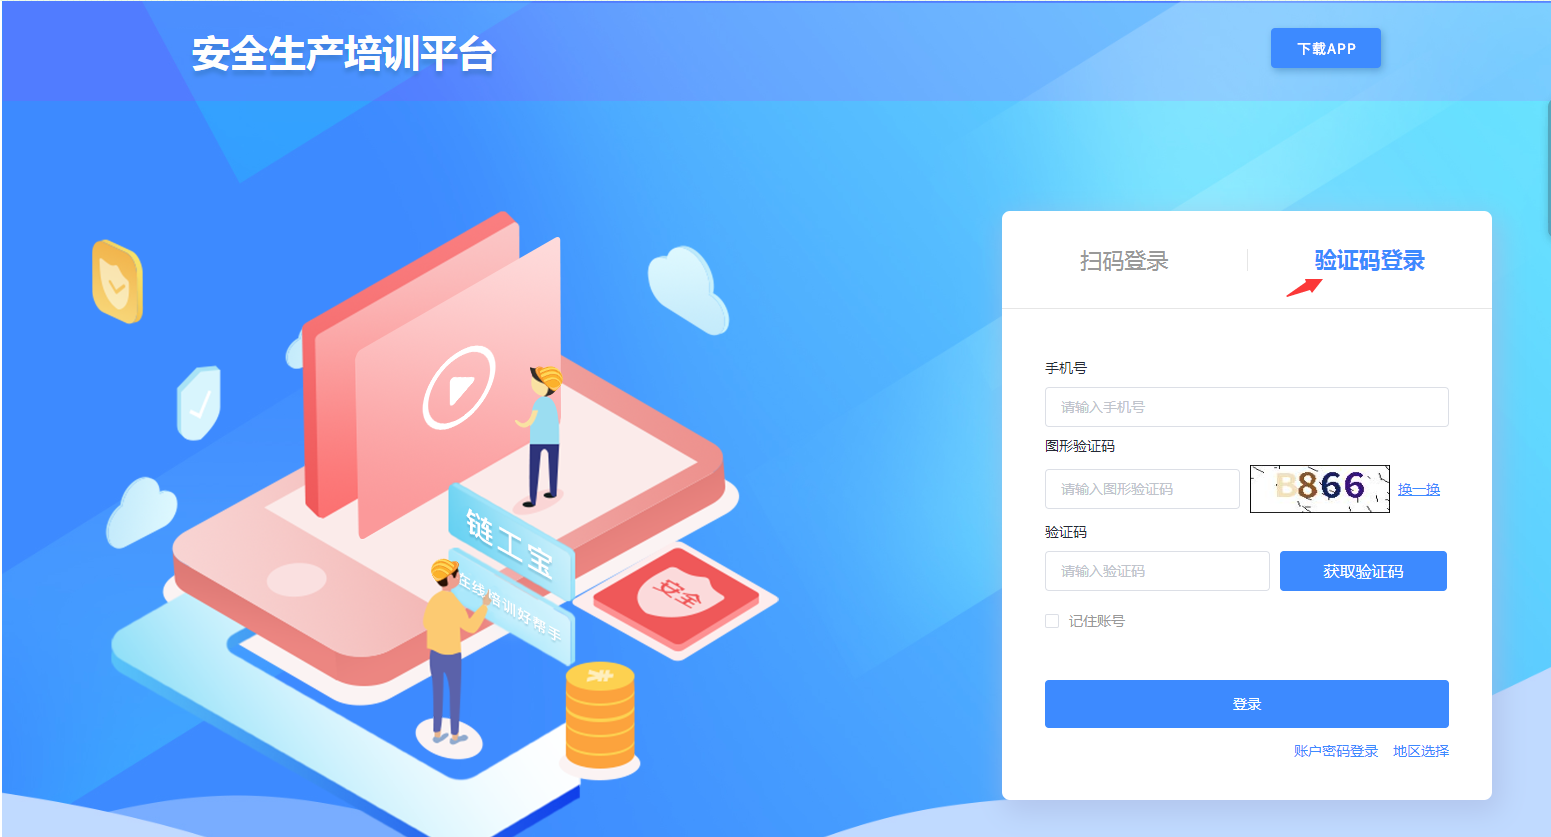 安全生产培训平台
下载APP
扫码登录
验证码登录
手机号
请输入手机号
图形验证码
请输入图形验证码
B866
换一换
验证码
请输入验证码
获取验证码
记住账号
登录
账户密码登录
地区选择
链工宝
在线培训好帮手
安全
¥